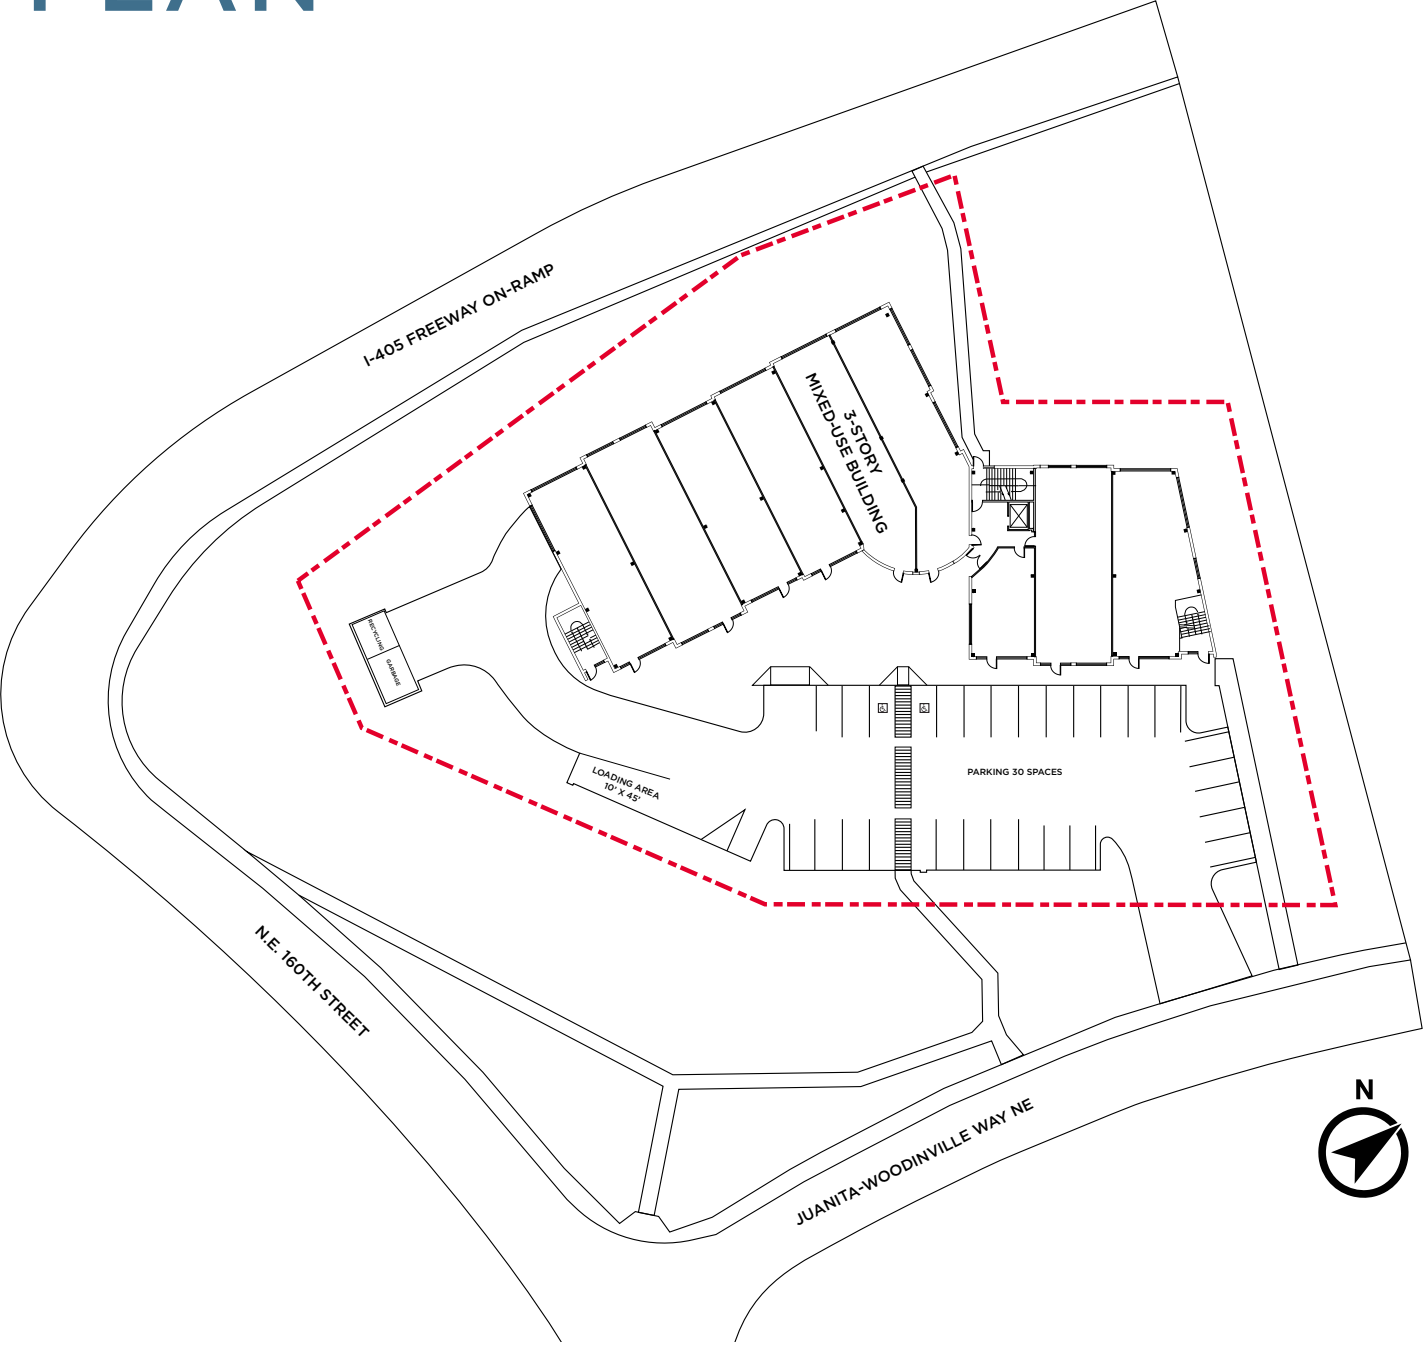 PLAN
I-405 FREEWAY ON-RAMP
3-STORY
MIXED-USE BUILDING
RECYCLING
GARBAGE
LOADING AREA
10' X 45'
PARKING 30 SPACES
N.E. 160TH STREET
JUANITA-WOODINVILLE WAY NE
N